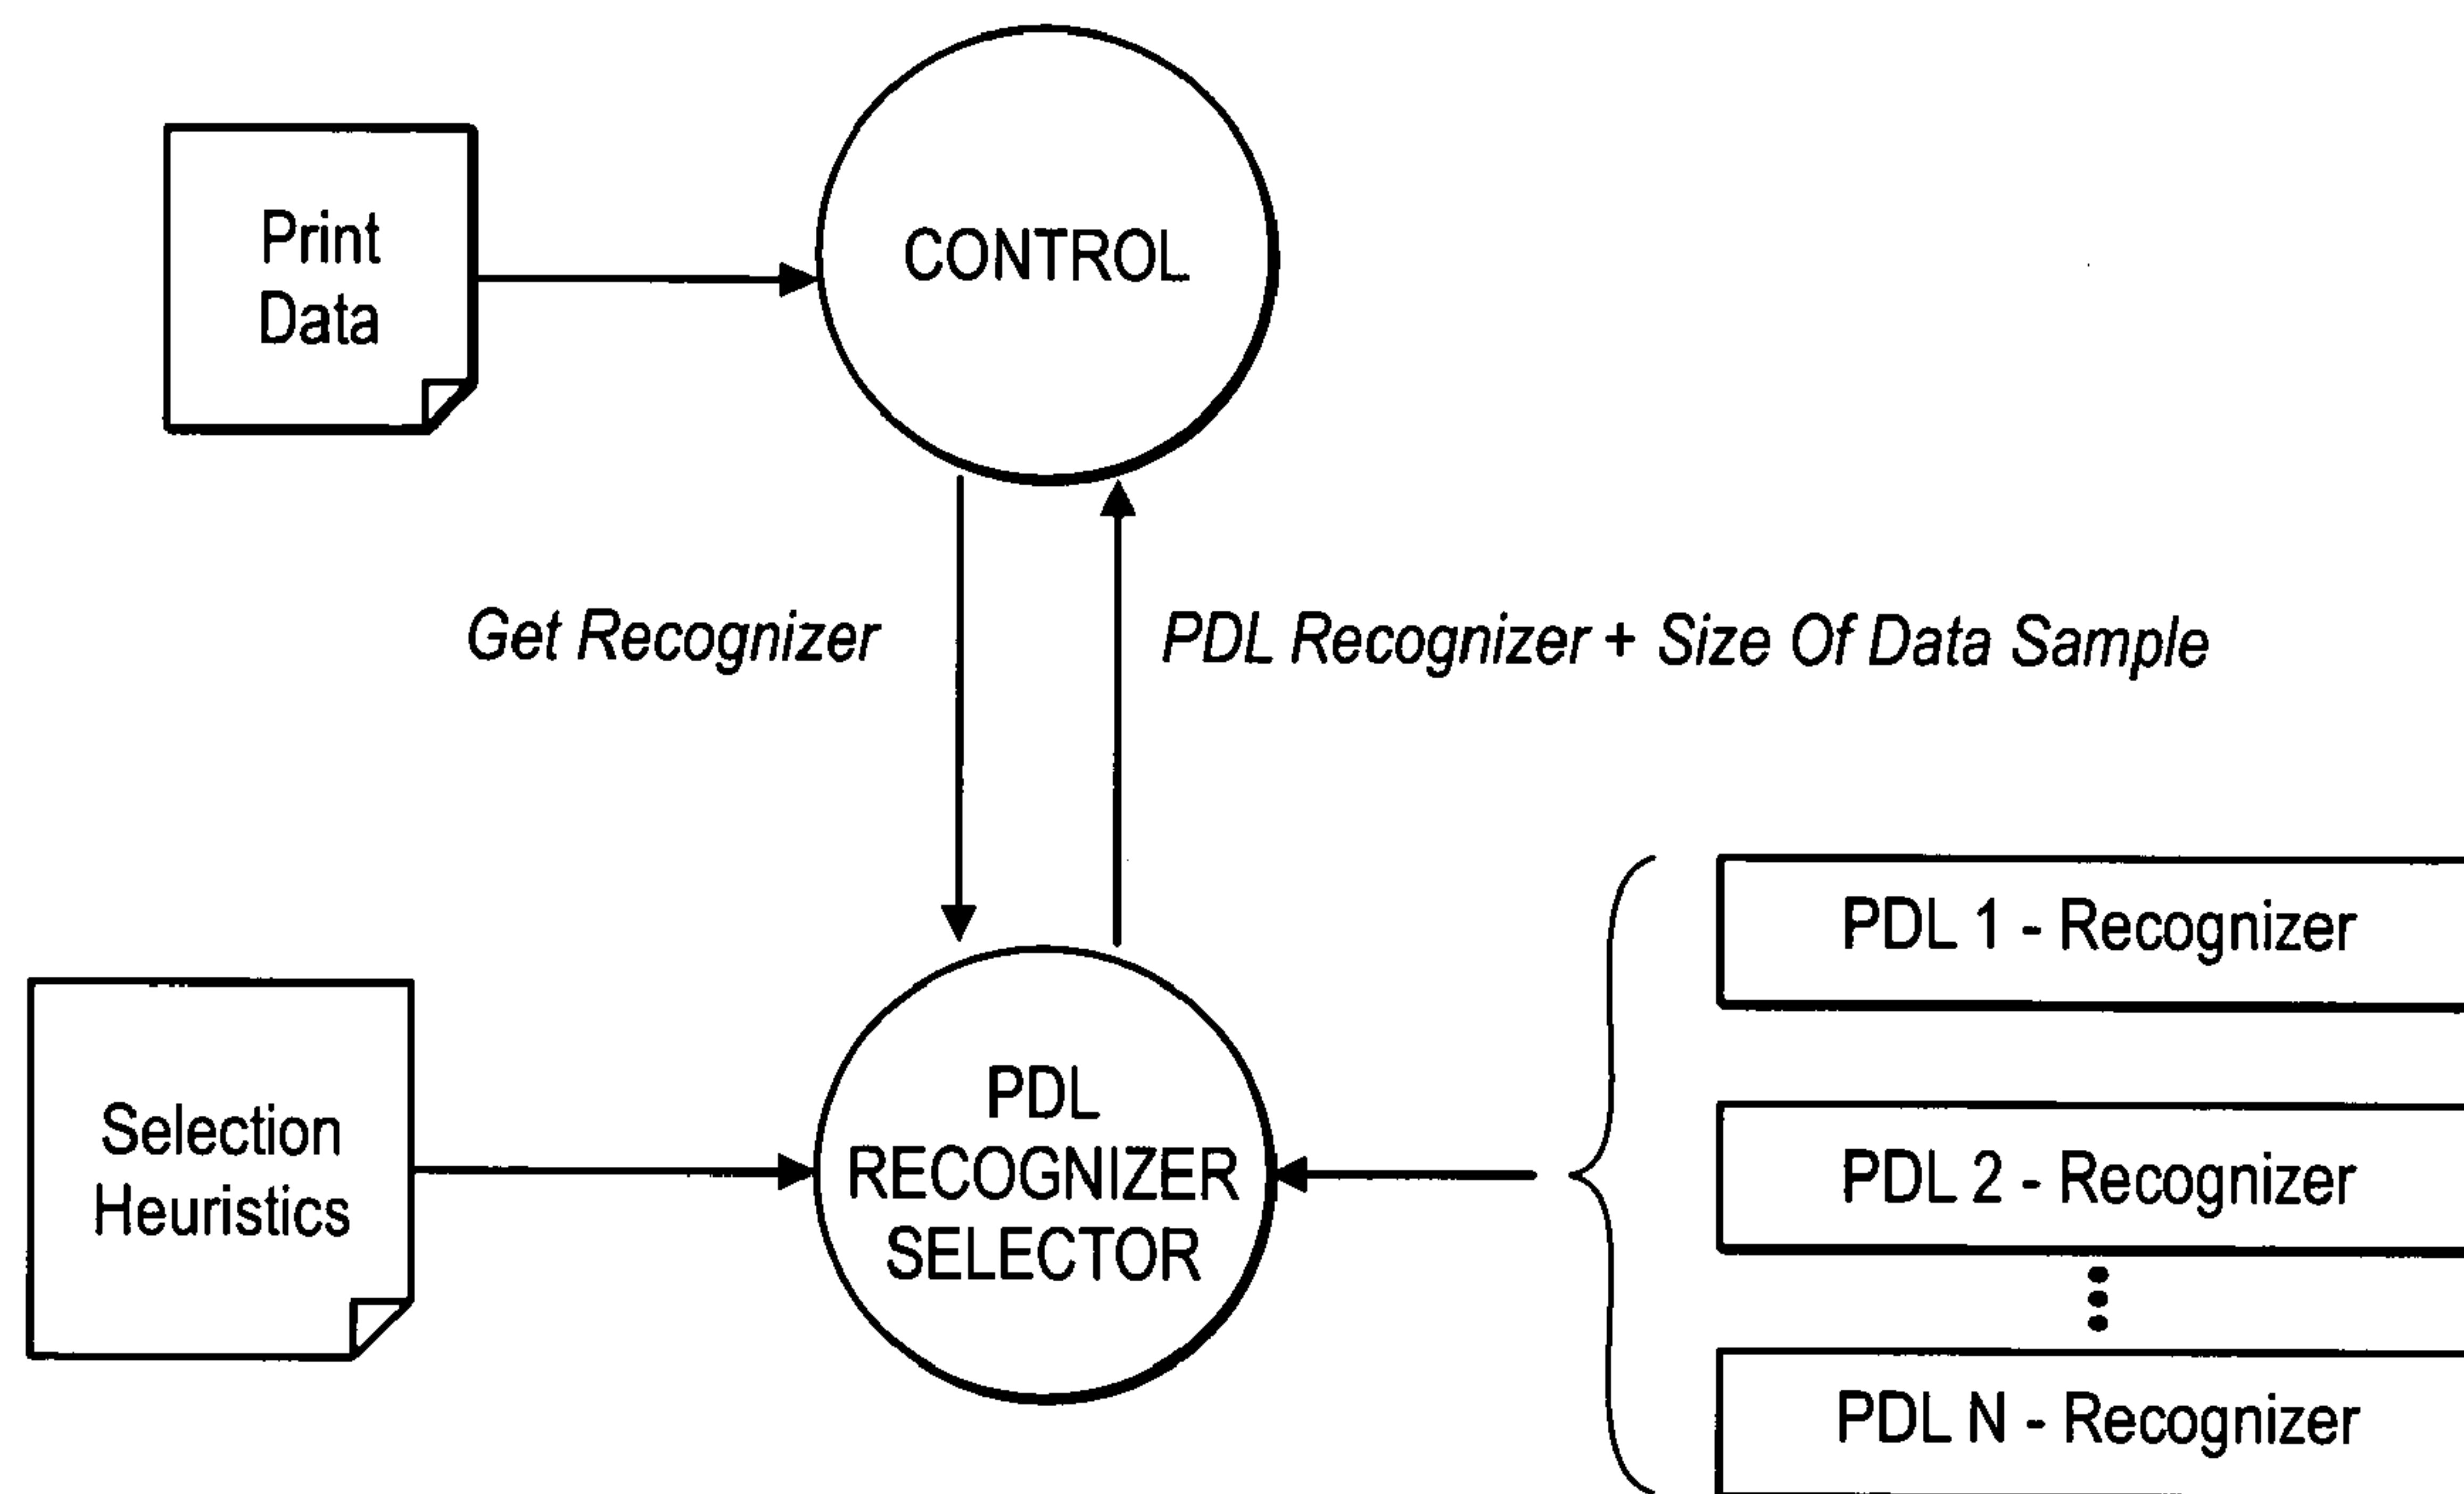 Print
Data
CONTROL
Get Recognizer
PDL Recognizer + Size Of Data Sample
Selection
Heuristics
PDL
RECOGNIZER
SELECTOR
PDL 1 - Recognizer
PDL 2 - Recognizer
PDL N - Recognizer